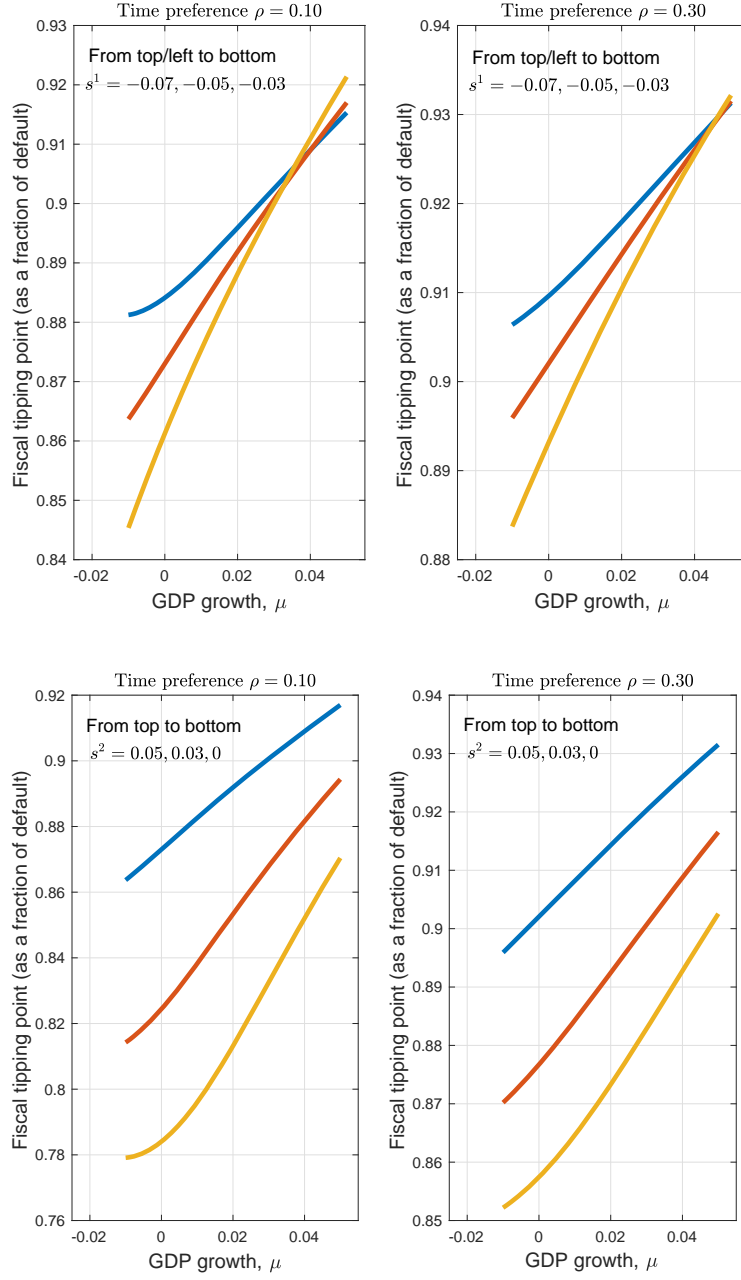 Time preference ρ = 0.10
0.93
0.92
0.91
0.9
0.89
0.88
0.87
0.86
0.85
0.84
From top/left to bottom
s¹ = −0.07, −0.05, −0.03
Fiscal tipping point (as a fraction of default)
-0.02
0
0.02
0.04
GDP growth, μ
Time preference ρ = 0.30
0.94
0.93
0.92
0.91
0.9
0.89
0.88
From top/left to bottom
s¹ = −0.07, −0.05, −0.03
Fiscal tipping point (as a fraction of default)
-0.02
0
0.02
0.04
GDP growth, μ
Time preference ρ = 0.10
0.92
0.9
0.88
0.86
0.84
0.82
0.8
0.78
0.76
From top to bottom
s² = 0.05, 0.03, 0
Fiscal tipping point (as a fraction of default)
-0.02
0
0.02
0.04
GDP growth, μ
Time preference ρ = 0.30
0.94
0.93
0.92
0.91
0.9
0.89
0.88
0.87
0.86
0.85
From top to bottom
s² = 0.05, 0.03, 0
Fiscal tipping point (as a fraction of default)
-0.02
0
0.02
0.04
GDP growth, μ